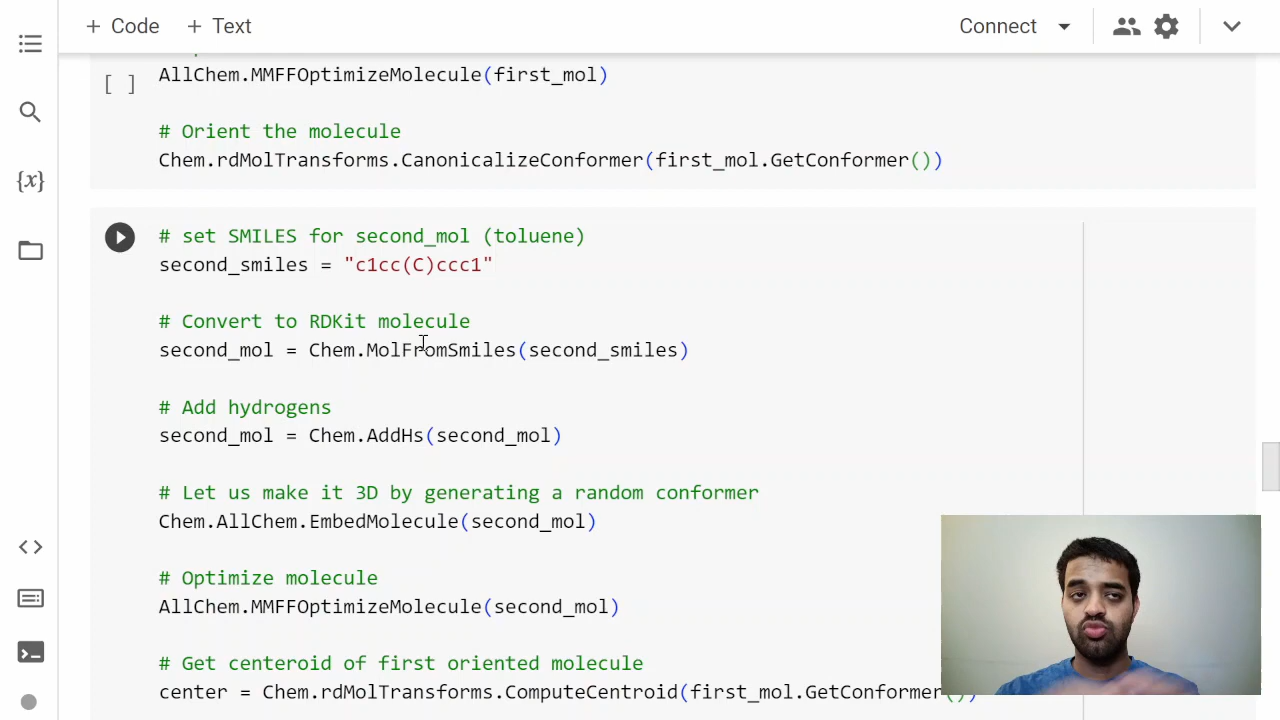 + Code + Text Connect
AllChem.MMFFOptimizeMolecule(first_mol)
[ ]
# Orient the molecule
Chem.rdMolTransforms.CanonicalizeConformer(first_mol.GetConformer())
{x}
# set SMILES for second_mol (toluene)
second_smiles = "c1cc(C)ccc1"
# Convert to RDKit molecule
second_mol = Chem.MolFromSmiles(second_smiles)
# Add hydrogens
second_mol = Chem.AddHs(second_mol)
# Let us make it 3D by generating a random conformer
Chem.AllChem.EmbedMolecule(second_mol)
# Optimize molecule
AllChem.MMFFOptimizeMolecule(second_mol)
# Get centeroid of first oriented molecule
center = Chem.rdMolTransforms.ComputeCentroid(first_mol.GetConformer())